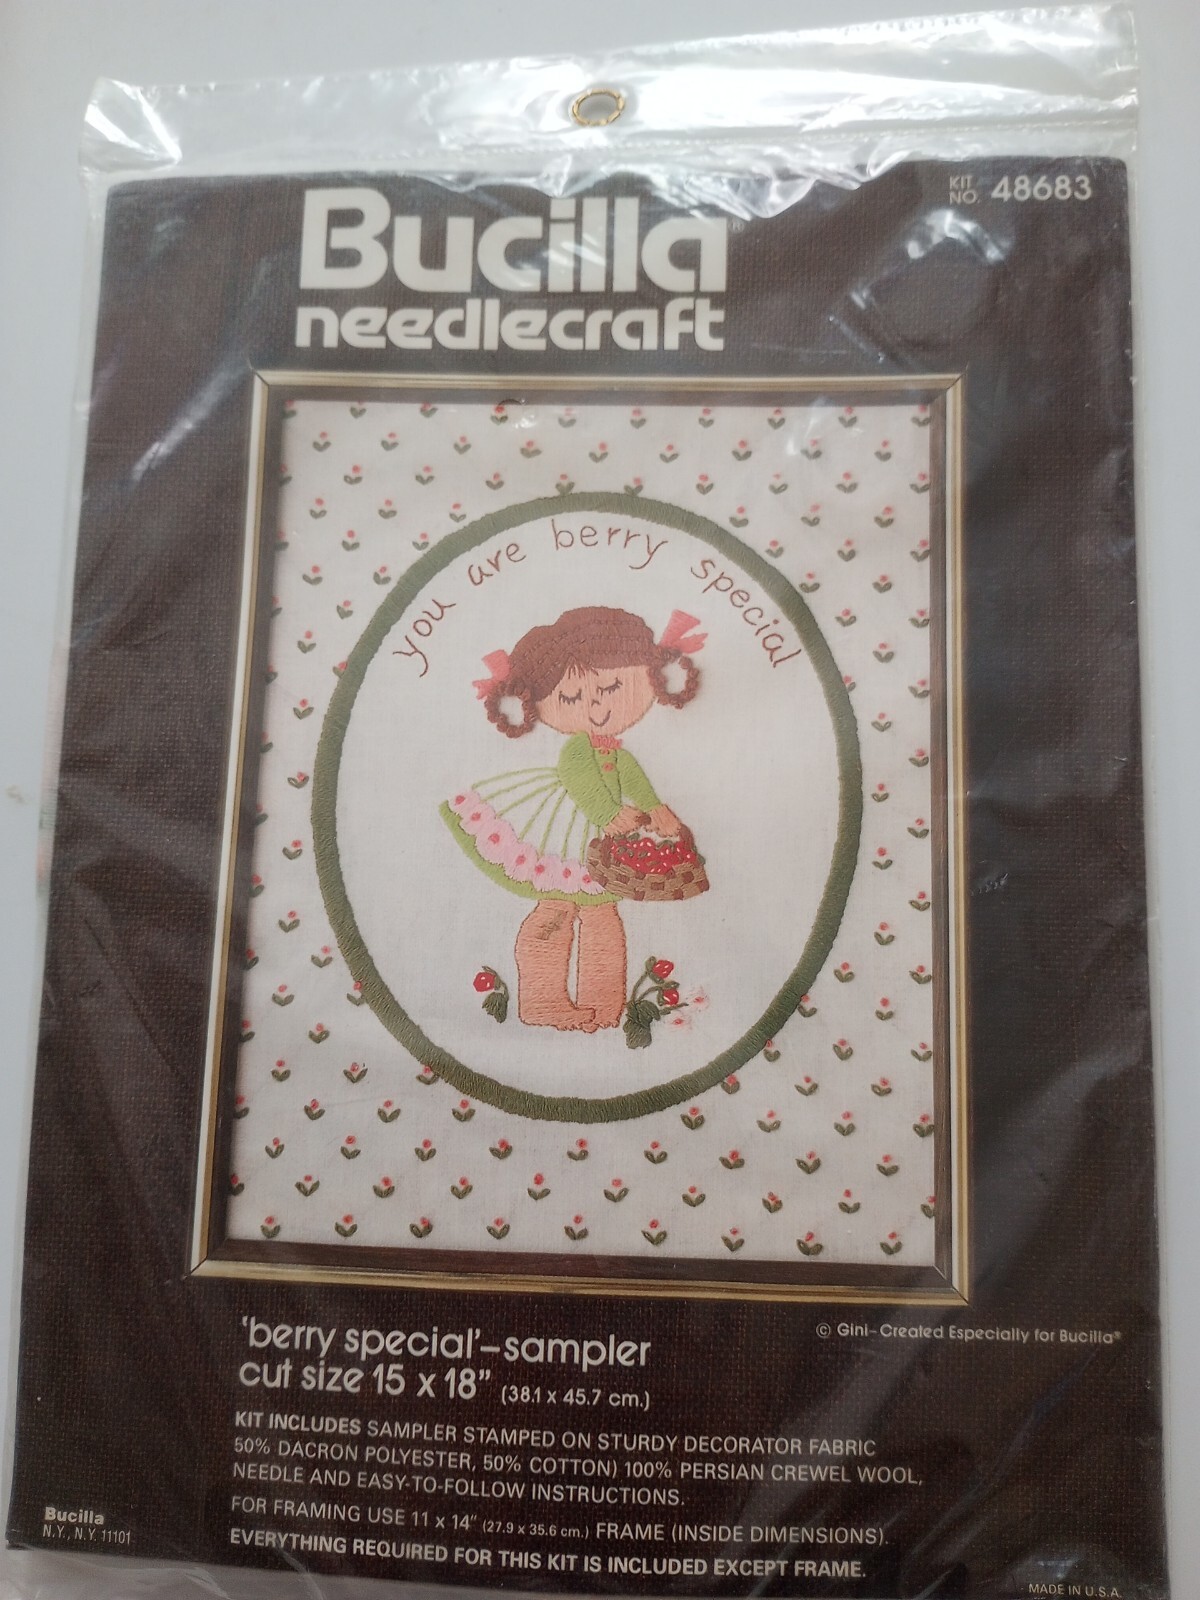 KIT NO. 48683
Bucilla®
needlecraft
you are berry special
'berry special'–sampler
cut size 15 x 18" (38.1 x 45.7 cm.)
© Gini–Created Especially for Bucilla®
KIT INCLUDES SAMPLER STAMPED ON STURDY DECORATOR FABRIC
50% DACRON POLYESTER, 50% COTTON) 100% PERSIAN CREWEL WOOL,
NEEDLE AND EASY-TO-FOLLOW INSTRUCTIONS.
FOR FRAMING USE 11 x 14" (27.9 x 35.6 cm.) FRAME (INSIDE DIMENSIONS).
EVERYTHING REQUIRED FOR THIS KIT IS INCLUDED EXCEPT FRAME.
Bucilla
N.Y., N.Y. 11101
MADE IN U.S.A.